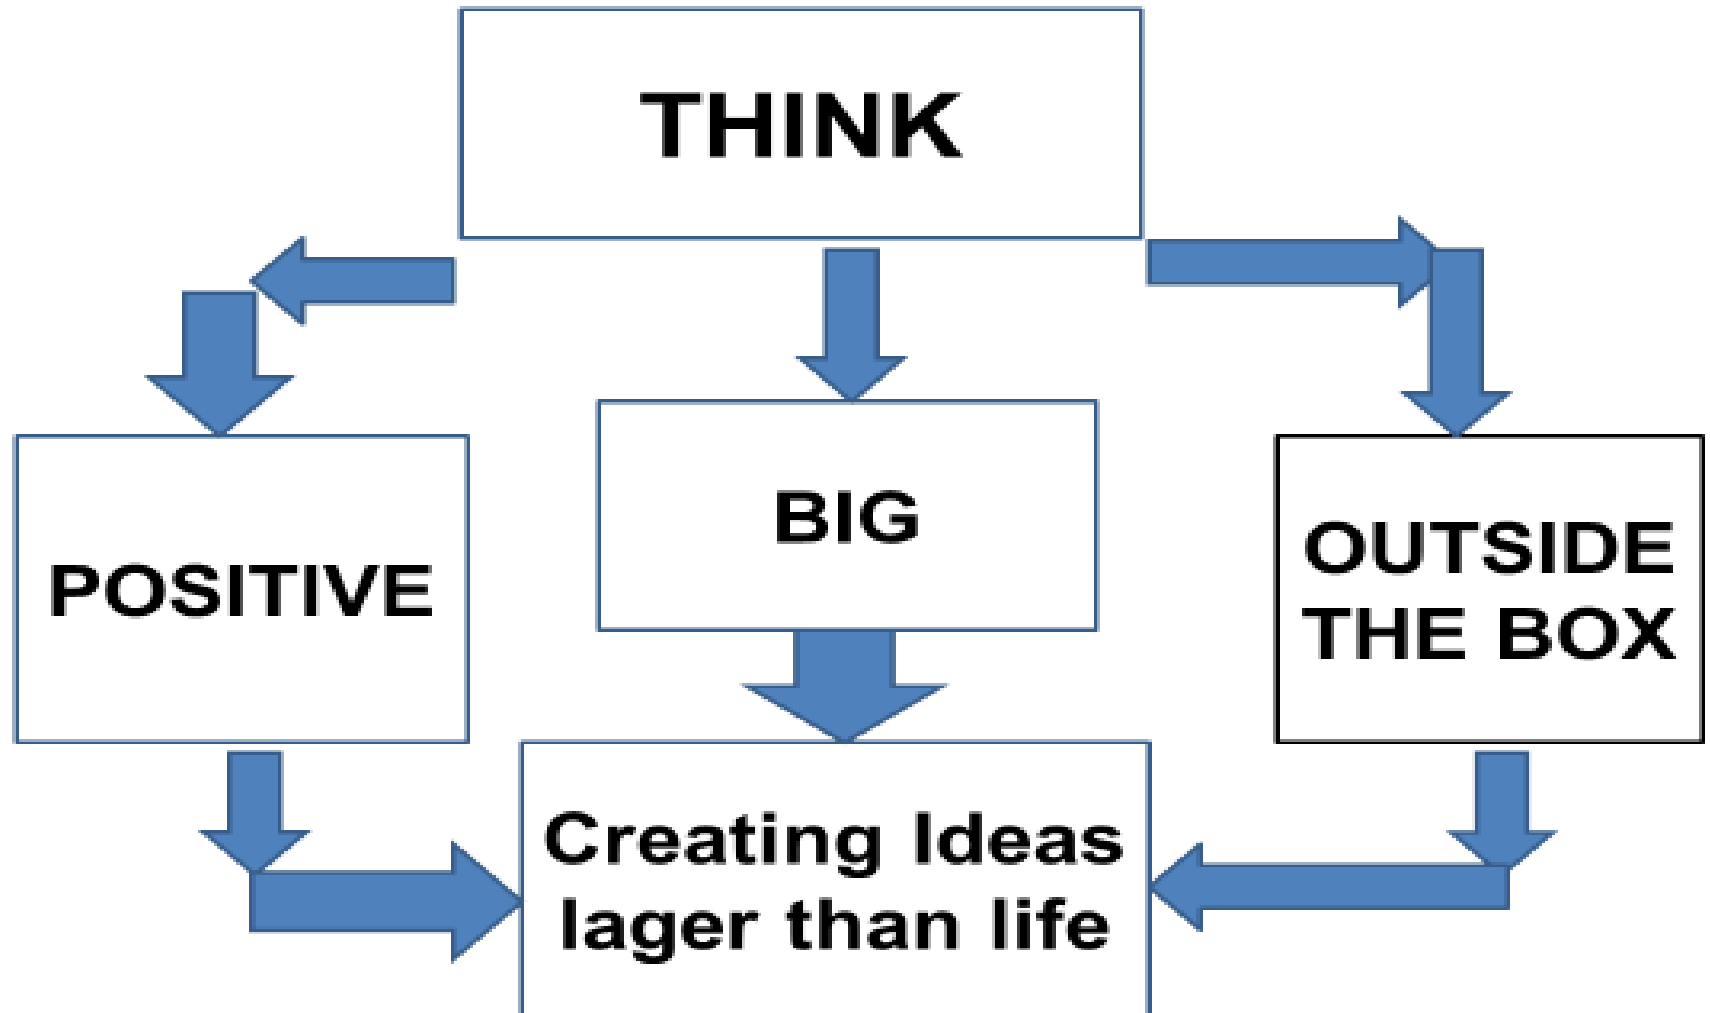 THINK
POSITIVE
BIG
OUTSIDE
THE BOX
Creating Ideas
lager than life